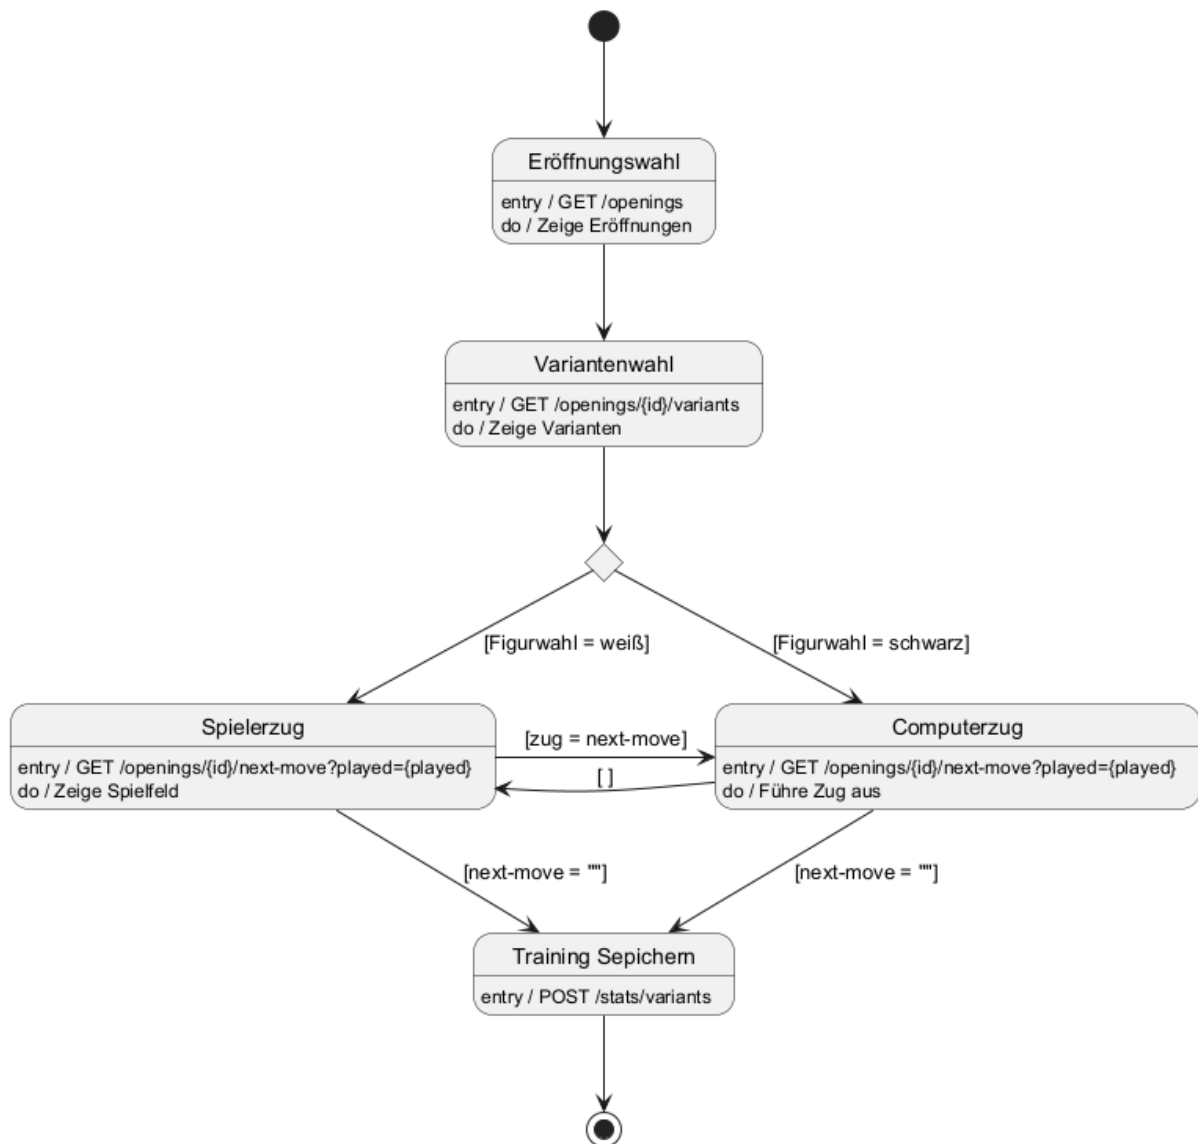 Eröffnungswahl
entry / GET /openings
do / Zeige Eröffnungen
Variantenwahl
entry / GET /openings/{id}/variants
do / Zeige Varianten
[Figurwahl = weiß]
[Figurwahl = schwarz]
Spielerzug
entry / GET /openings/{id}/next-move?played={played}
do / Zeige Spielfeld
[zug = next-move]
[ ]
Computerzug
entry / GET /openings/{id}/next-move?played={played}
do / Führe Zug aus
[next-move = ""]
[next-move = ""]
Training Sepichern
entry / POST /stats/variants